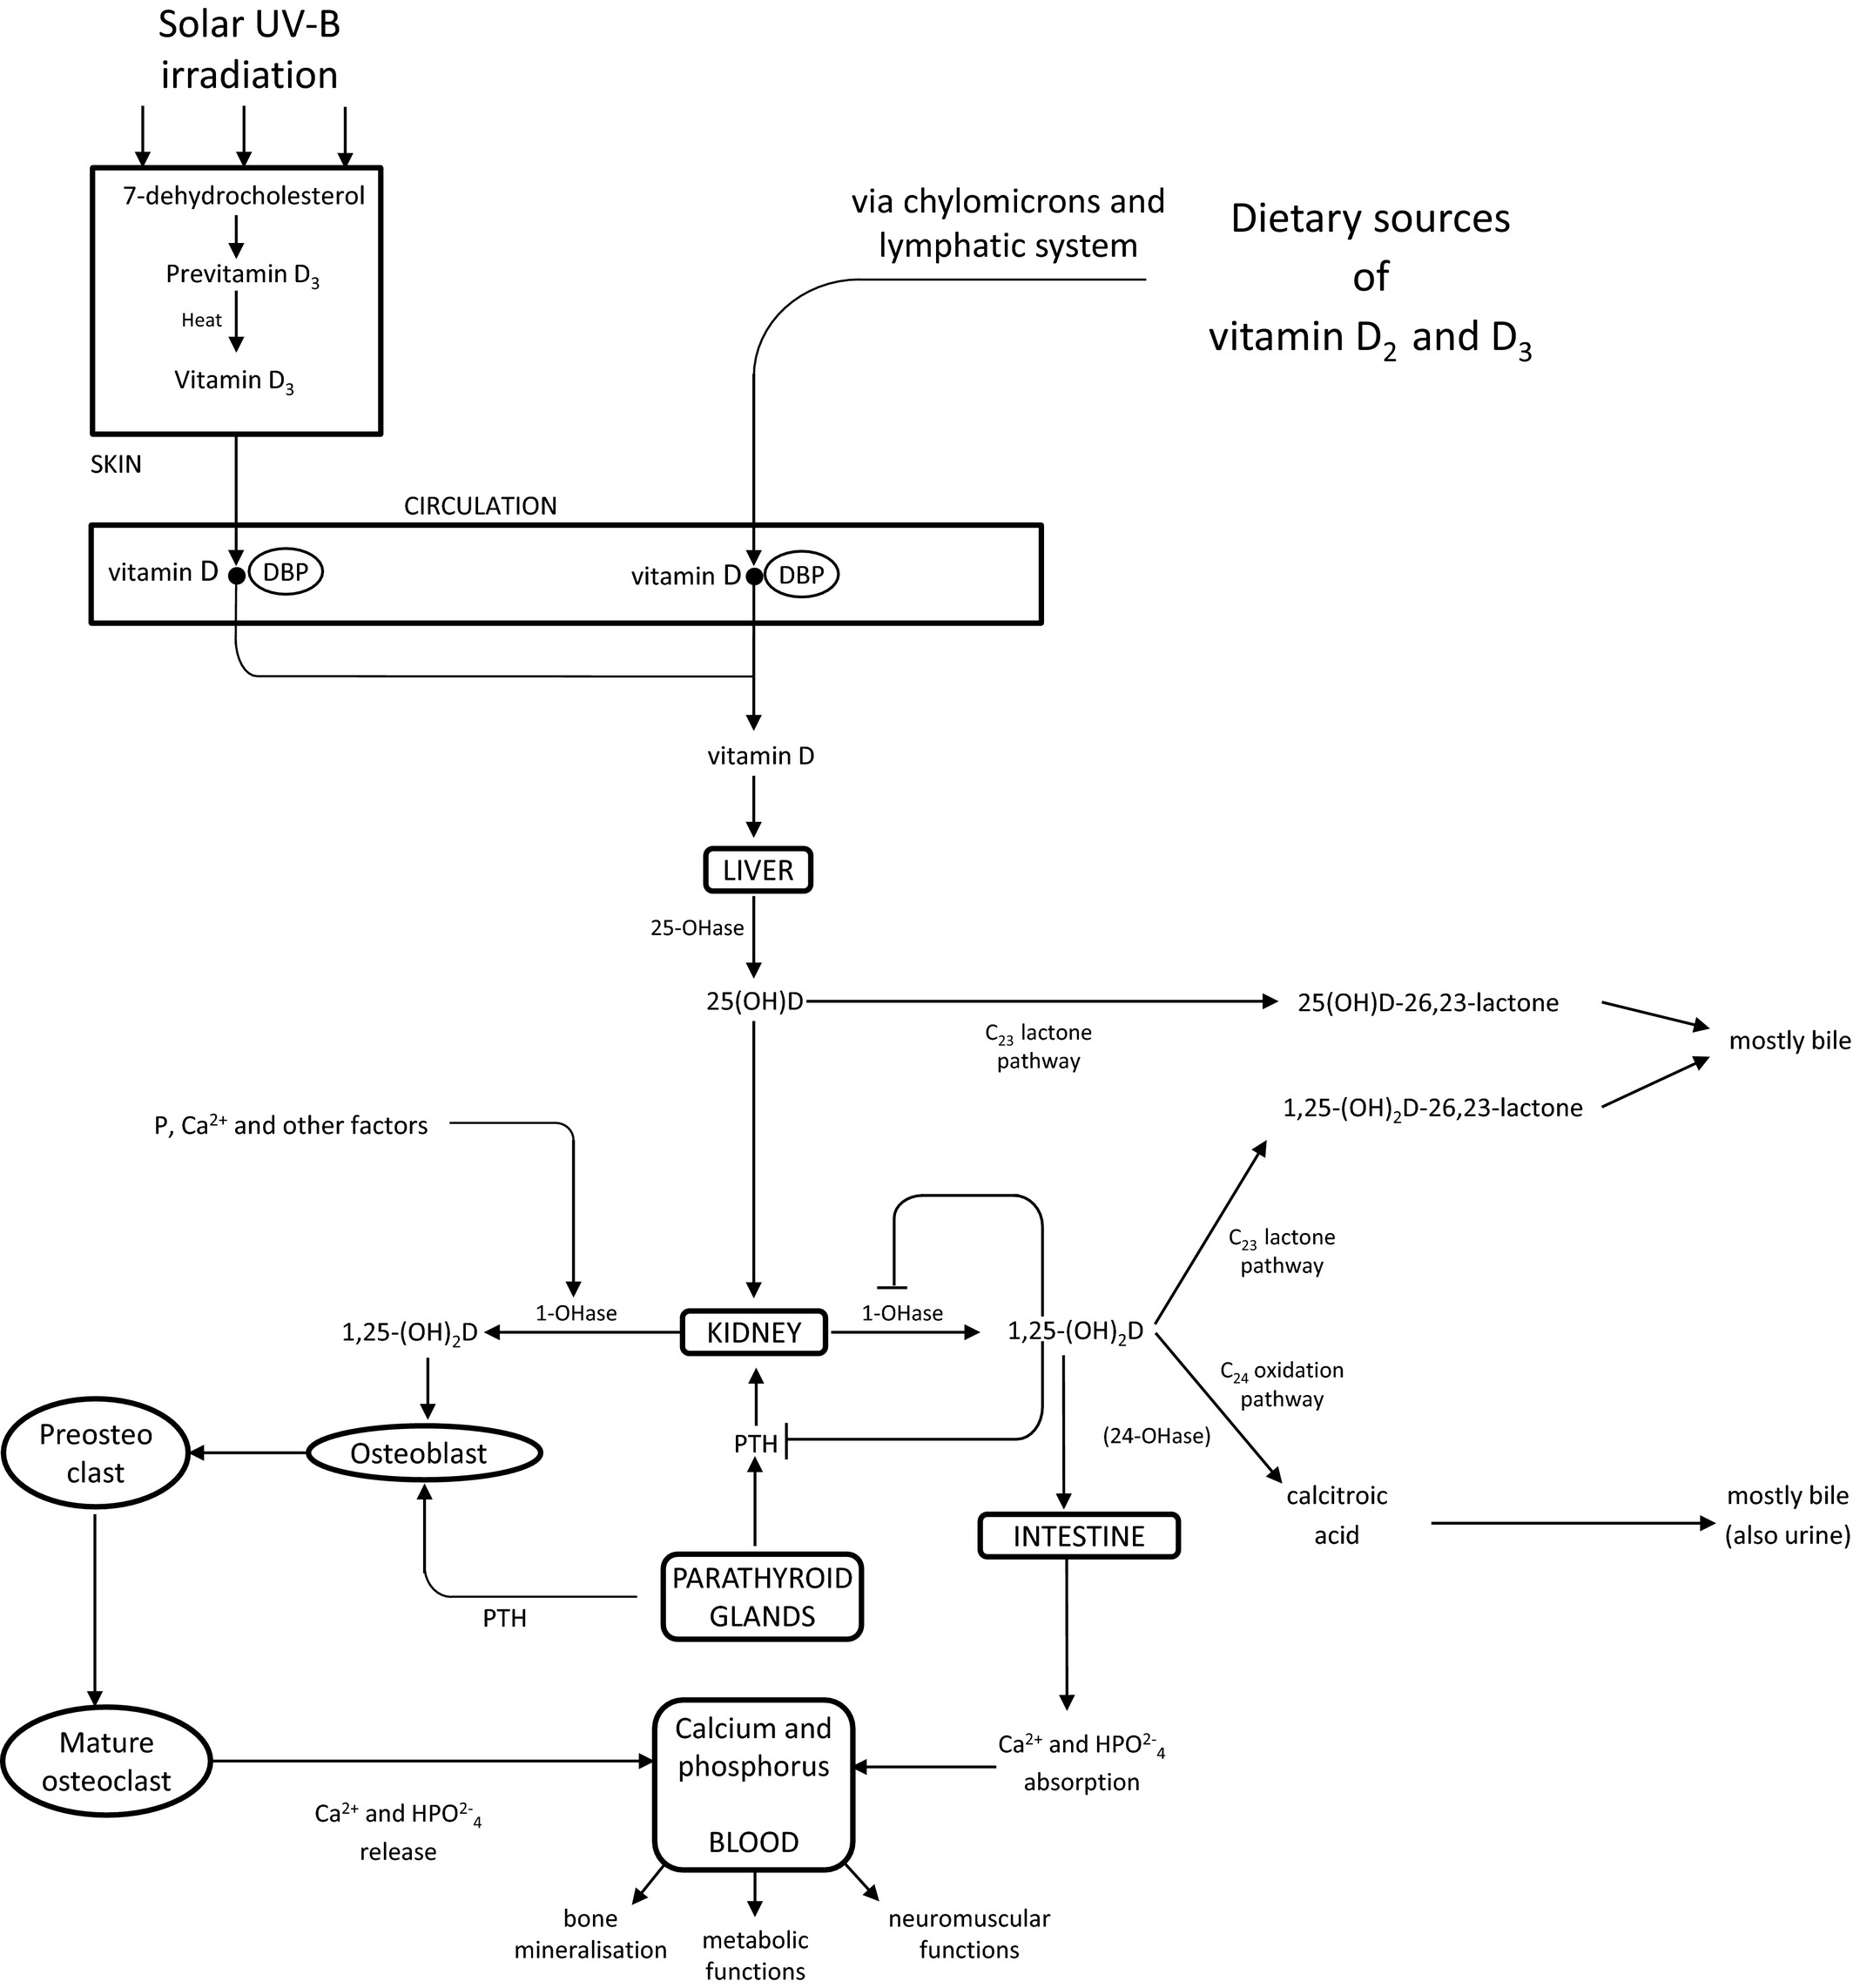 Solar UV-B
irradiation
7-dehydrocholesterol
Previtamin D₃
Heat
Vitamin D₃
SKIN
via chylomicrons and
lymphatic system
Dietary sources
of
vitamin D₂ and D₃
CIRCULATION
vitamin D
DBP
vitamin D
DBP
vitamin D
LIVER
25-OHase
25(OH)D
C₂₃ lactone
pathway
25(OH)D-26,23-lactone
mostly bile
1,25-(OH)₂D-26,23-lactone
P, Ca²⁺ and other factors
C₂₃ lactone
pathway
1,25-(OH)₂D
1-OHase
KIDNEY
1-OHase
1,25-(OH)₂D
C₂₄ oxidation
pathway
(24-OHase)
Preosteo
clast
Osteoblast
PTH
calcitroic
acid
mostly bile
(also urine)
INTESTINE
PARATHYROID
GLANDS
PTH
Mature
osteoclast
Ca²⁺ and HPO²⁻₄
release
Calcium and
phosphorus
BLOOD
Ca²⁺ and HPO²⁻₄
absorption
bone
mineralisation
metabolic
functions
neuromuscular
functions